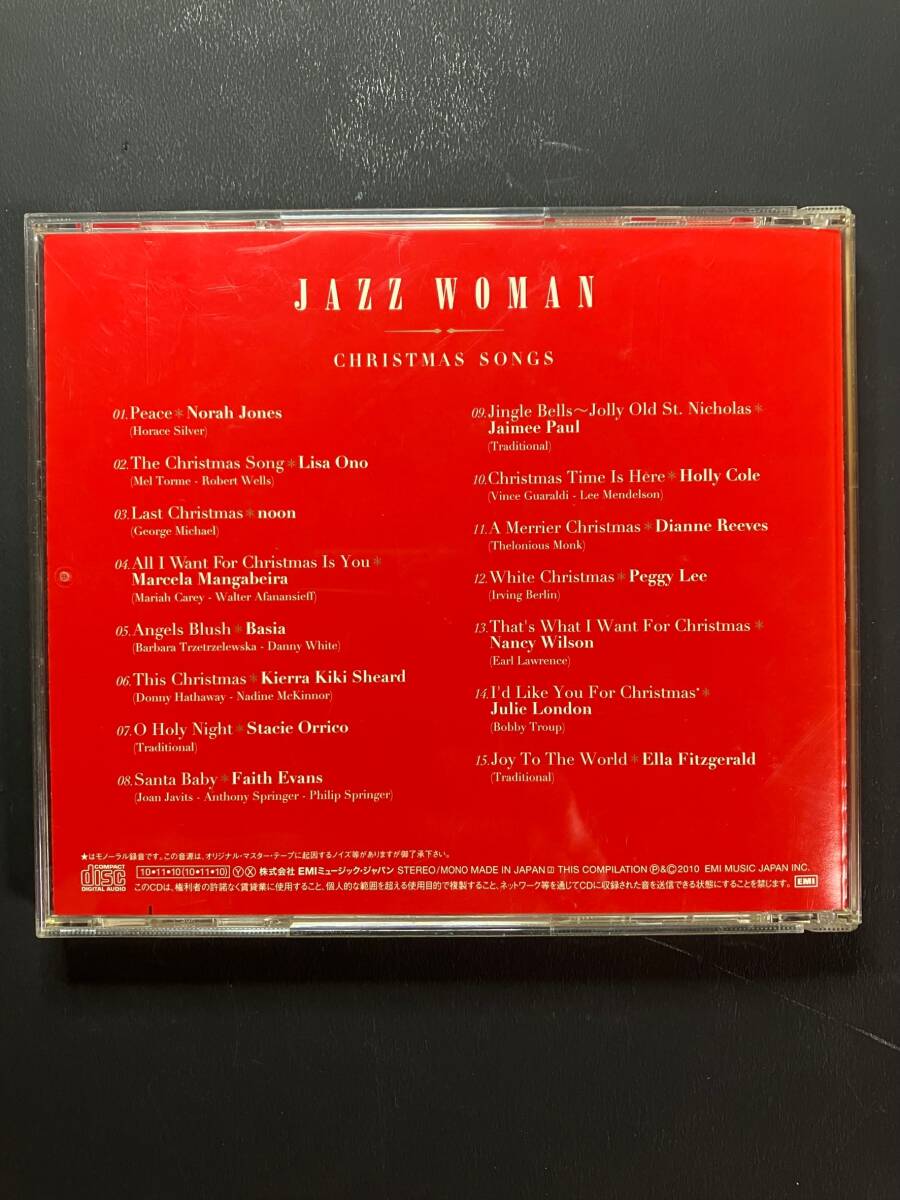 JAZZ WOMAN
CHRISTMAS SONGS
01.Peace*Norah Jones
(Horace Silver)
02.The Christmas Song*Lisa Ono
(Mel Torme - Robert Wells)
03.Last Christmas*noon
(George Michael)
04.All I Want For Christmas Is You*
Marcela Mangabeira
(Mariah Carey - Walter Afanansieff)
05.Angels Blush*Basia
(Barbara Trzetrzelewska - Danny White)
06.This Christmas*Kierra Kiki Sheard
(Donny Hathaway - Nadine McKinnor)
07.O Holy Night*Stacie Orrico
(Traditional)
08.Santa Baby*Faith Evans
(Joan Javits - Anthony Springer - Philip Springer)
09.Jingle Bells~Jolly Old St. Nicholas*
Jaimee Paul
(Traditional)
10.Christmas Time Is Here*Holly Cole
(Vince Guaraldi - Lee Mendelson)
11.A Merrier Christmas*Dianne Reeves
(Thelonious Monk)
12.White Christmas*Peggy Lee
(Irving Berlin)
13.That's What I Want For Christmas*
Nancy Wilson
(Earl Lawrence)
14.I'd Like You For Christmas★*
Julie London
(Bobby Troup)
15.Joy To The World*Ella Fitzgerald
(Traditional)
★はモノーラル録音です。この音源は、オリジナル・マスター・テープに起因するノイズ等がありますが御了承下さい。
COMPACT disc DIGITAL AUDIO
10•11•10(10•11•10) Ⓨ Ⓧ 株式会社EMIミュージック・ジャパン STEREO/MONO MADE IN JAPAN THIS COMPILATION Ⓟ&©2010 EMI MUSIC JAPAN INC.
このCDは、権利者の許諾なく賃貸業に使用すること、個人的な範囲を超える使用目的で複製すること、ネットワーク等を通じてCDに収録された音を送信できる状態にすることを禁じます。 EMI